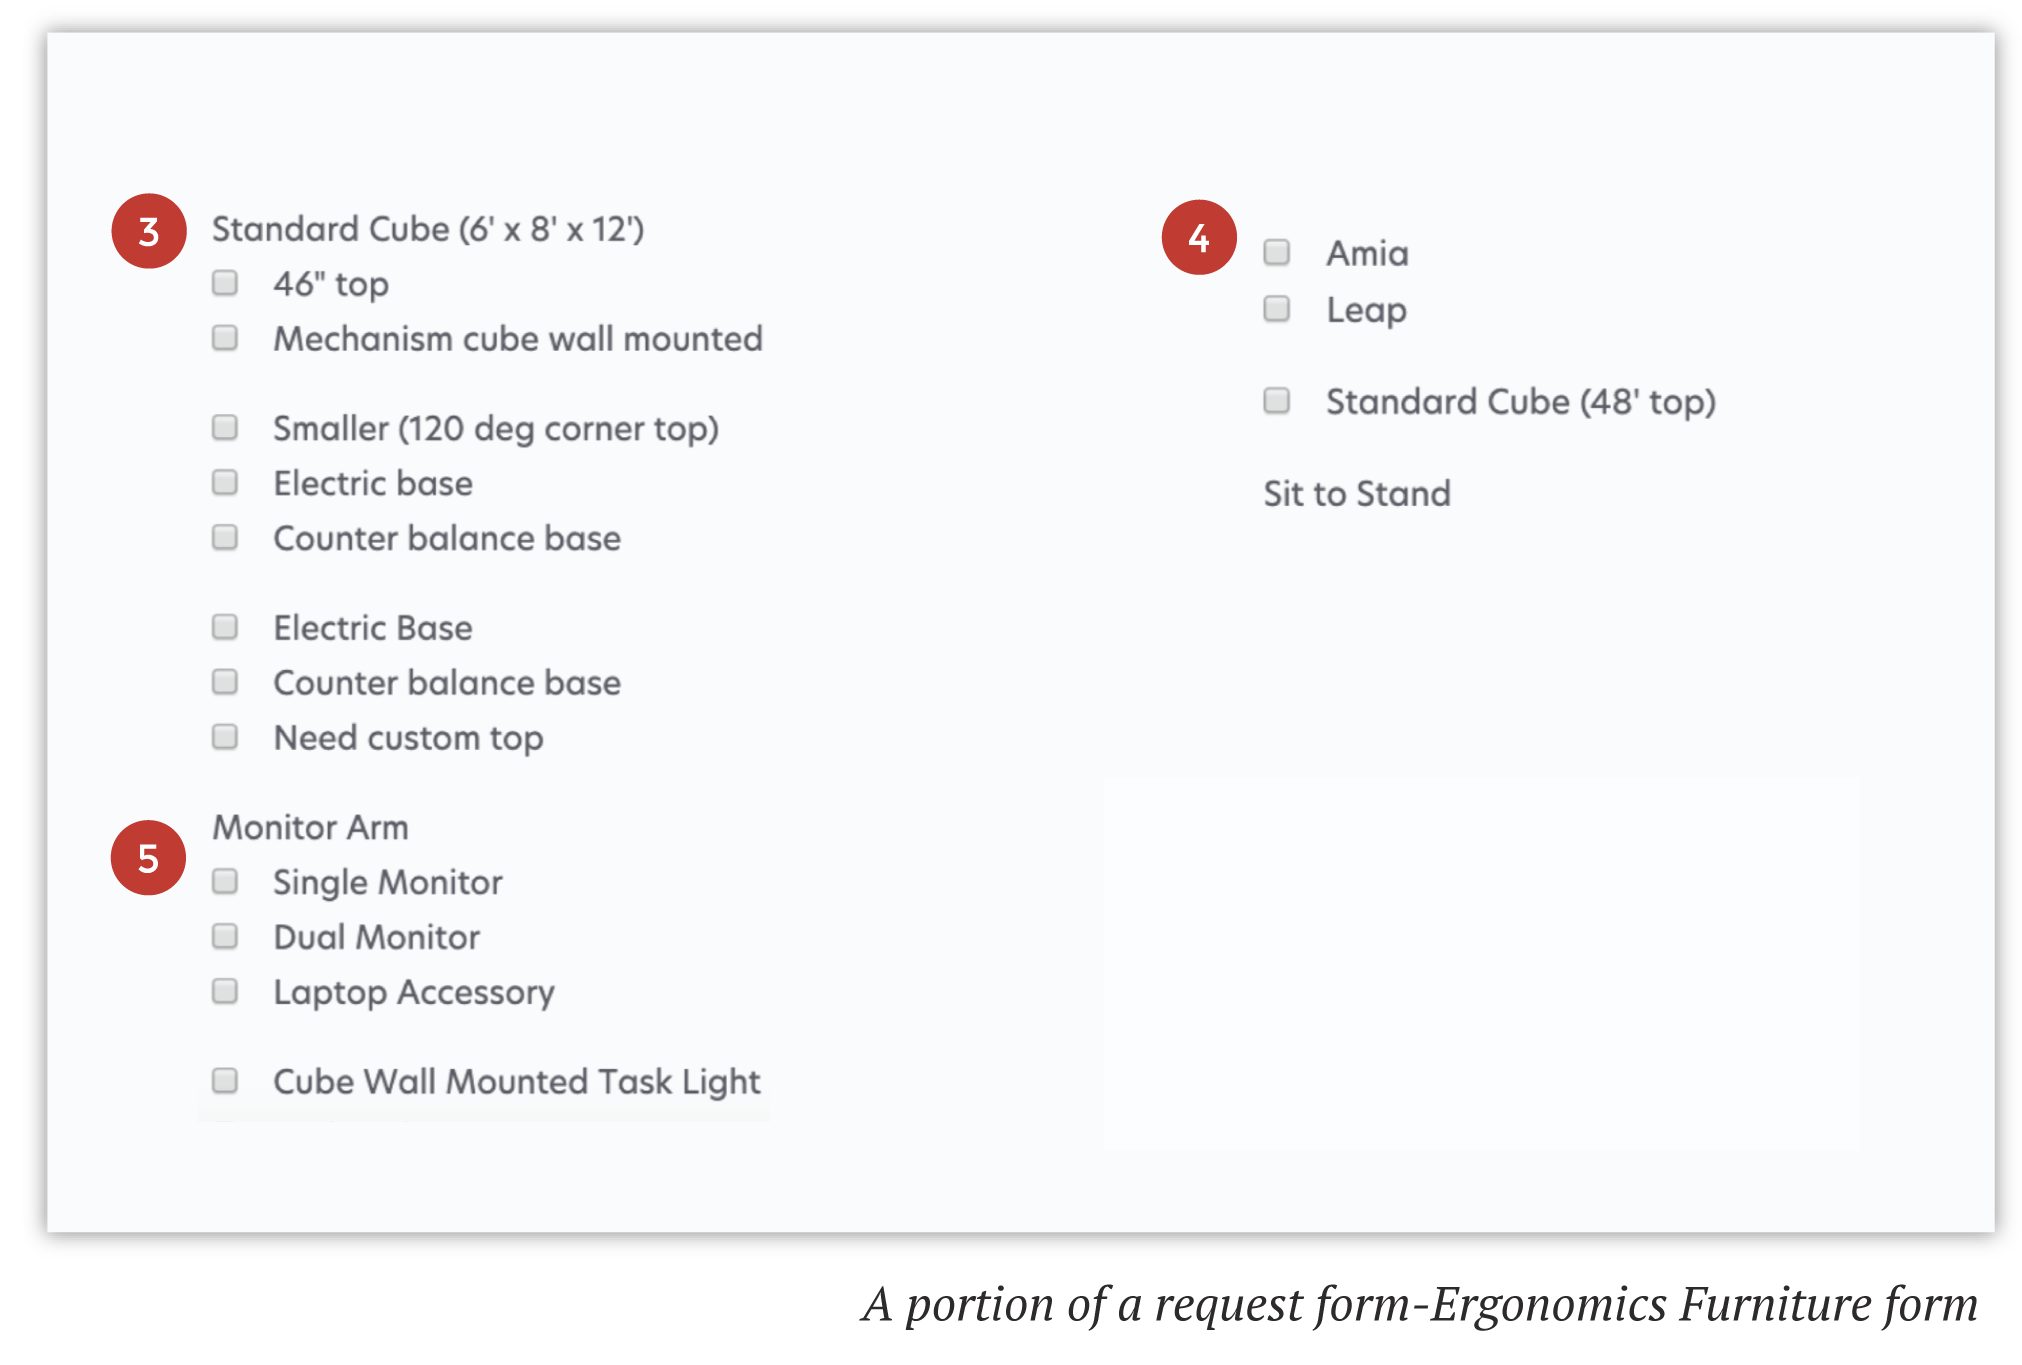 3
Standard Cube (6' x 8' x 12')
46" top
Mechanism cube wall mounted
Smaller (120 deg corner top)
Electric base
Counter balance base
Electric Base
Counter balance base
Need custom top
5
Monitor Arm
Single Monitor
Dual Monitor
Laptop Accessory
Cube Wall Mounted Task Light
4
Amia
Leap
Standard Cube (48' top)
Sit to Stand
A portion of a request form-Ergonomics Furniture form